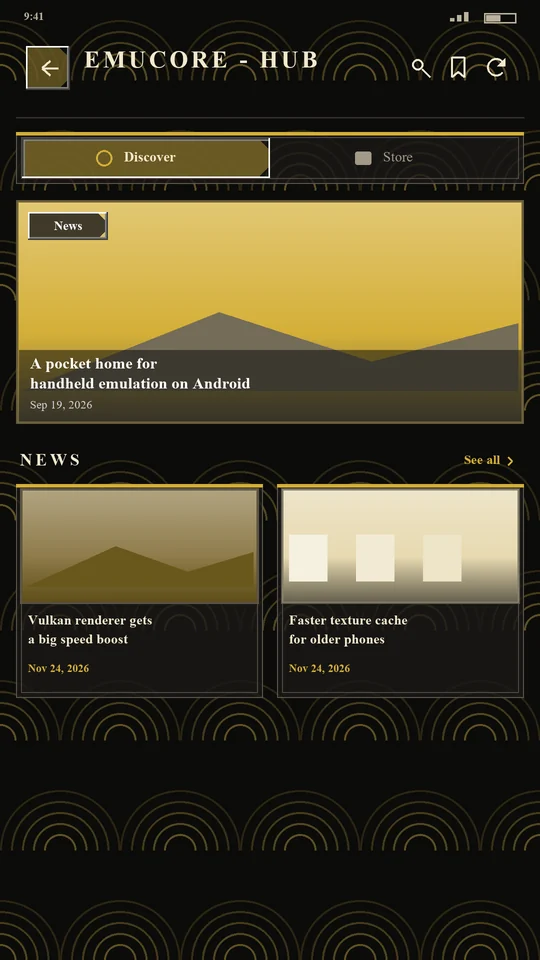 9:41
EMUCORE - HUB
Discover
Store
News
A pocket home for
handheld emulation on Android
Sep 19, 2026
NEWS
See all
Vulkan renderer gets
a big speed boost
Nov 24, 2026
Faster texture cache
for older phones
Nov 24, 2026